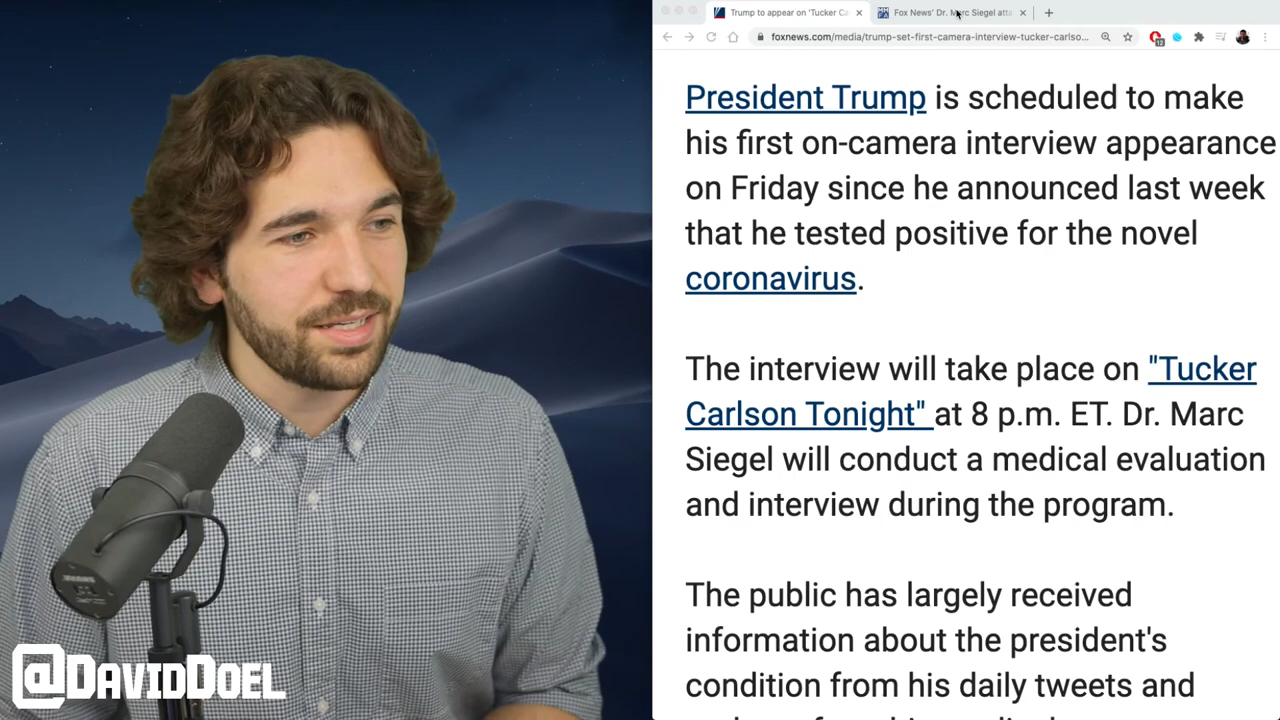 Trump to appear on 'Tucker Ca
Fox News' Dr. Marc Siegel atta
foxnews.com/media/trump-set-first-camera-interview-tucker-carlso...
President Trump is scheduled to make
his first on-camera interview appearance
on Friday since he announced last week
that he tested positive for the novel
coronavirus.
The interview will take place on "Tucker
Carlson Tonight" at 8 p.m. ET. Dr. Marc
Siegel will conduct a medical evaluation
and interview during the program.
The public has largely received
information about the president's
condition from his daily tweets and
@DavidDoel